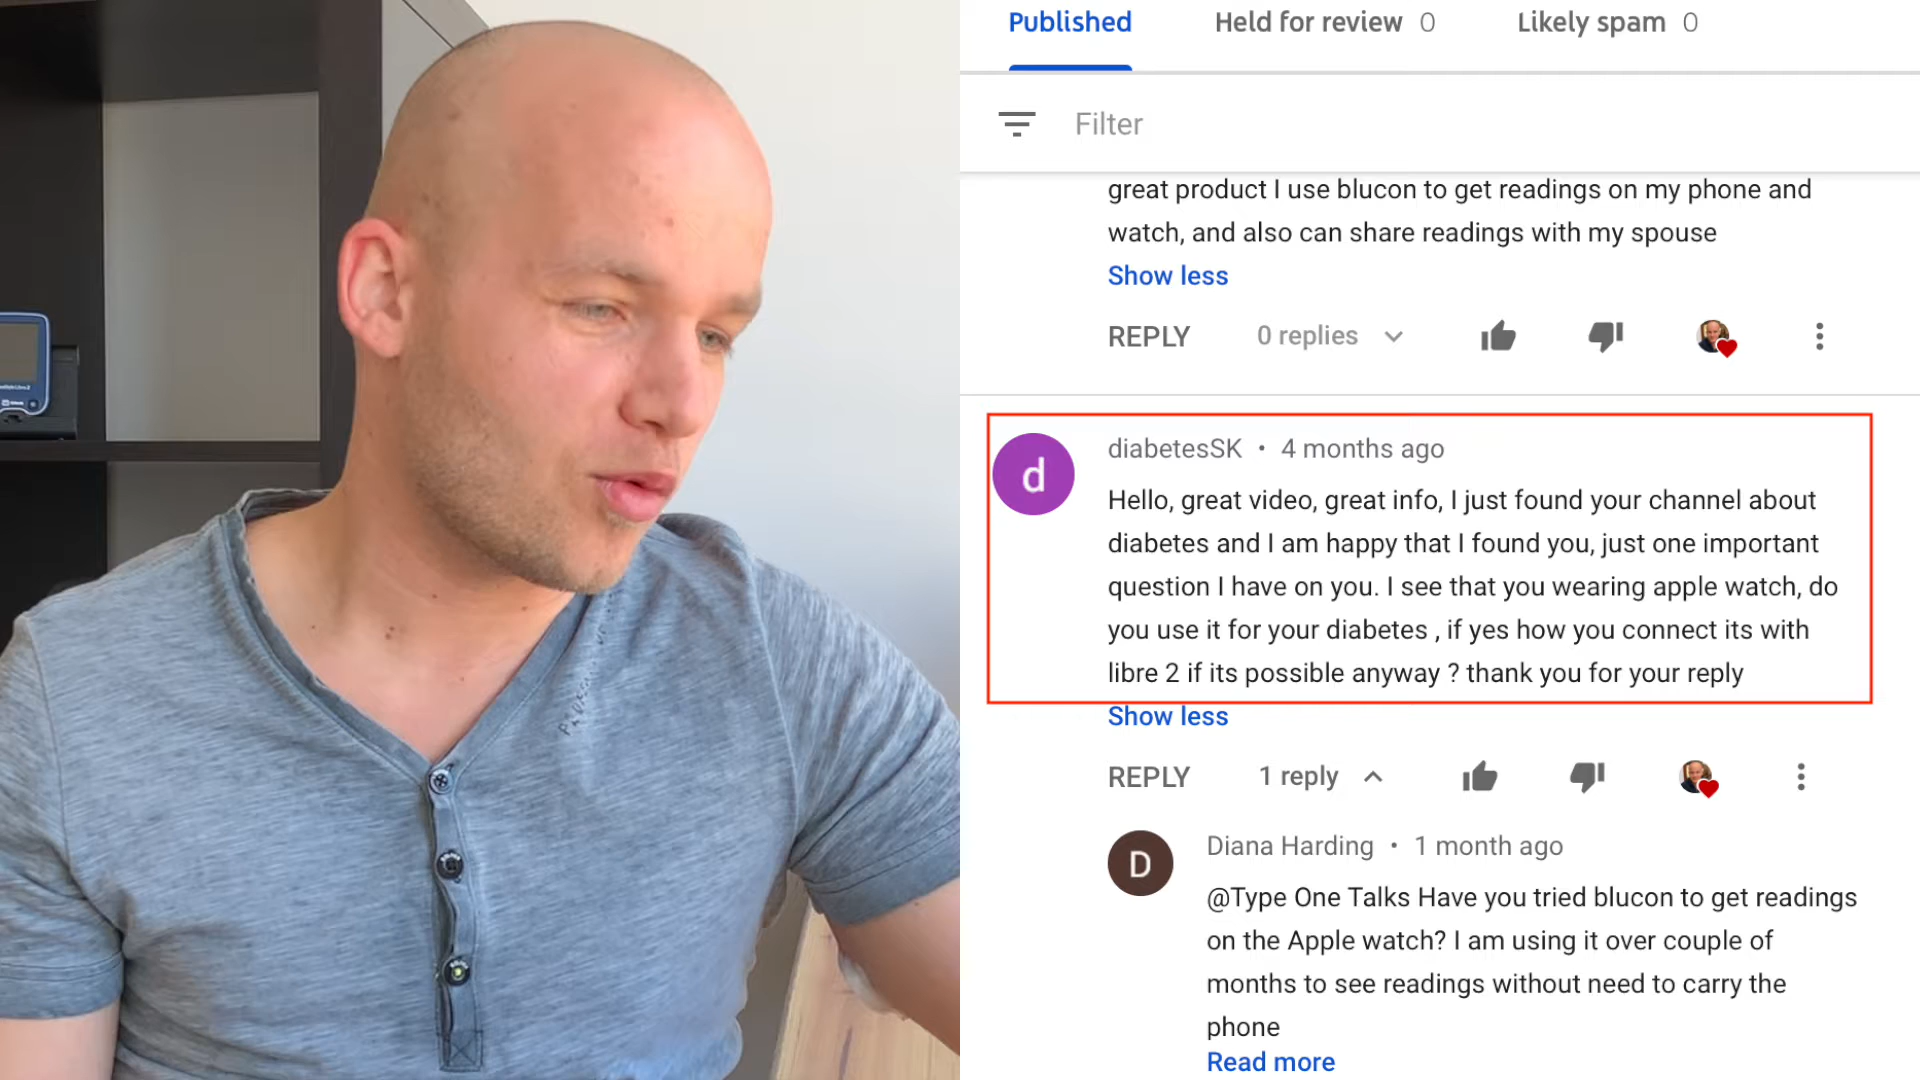 Published
Held for review 0
Likely spam 0
Filter
great product I use blucon to get readings on my phone and
watch, and also can share readings with my spouse
Show less
REPLY
0 replies
d
diabetesSK • 4 months ago
Hello, great video, great info, I just found your channel about
diabetes and I am happy that I found you, just one important
question I have on you. I see that you wearing apple watch, do
you use it for your diabetes , if yes how you connect its with
libre 2 if its possible anyway ? thank you for your reply
Show less
REPLY
1 reply
D
Diana Harding • 1 month ago
@Type One Talks Have you tried blucon to get readings
on the Apple watch? I am using it over couple of
months to see readings without need to carry the
phone
Read more